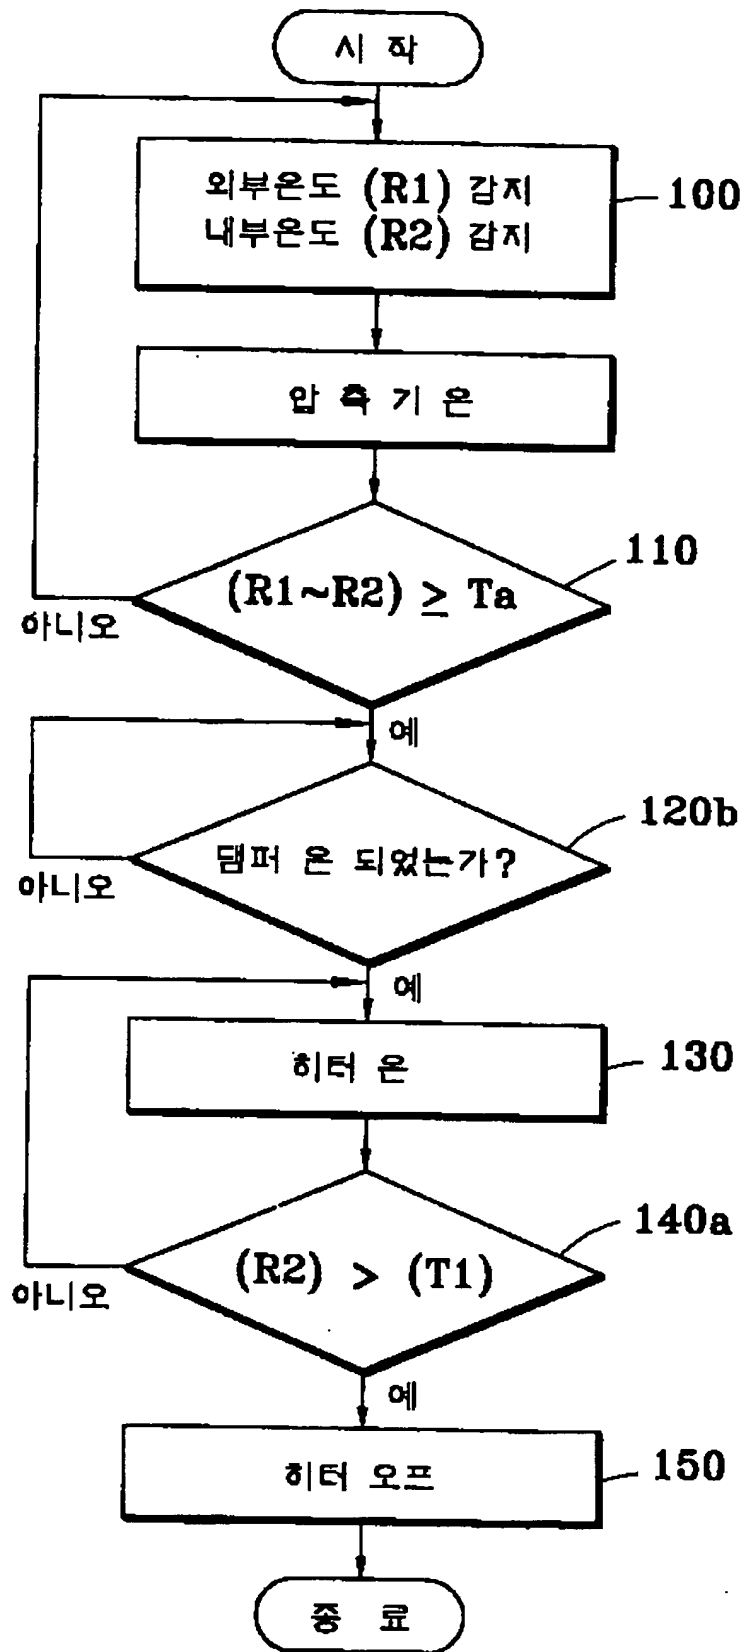 시 작
외부온도 (R1) 감지
내부온도 (R2) 감지
100
압 축 기 온
(R1~R2) ≥ Ta
110
아니오
예
댐퍼 온 되었는가?
120b
아니오
예
히터 온
130
(R2) > (T1)
140a
아니오
예
히터 오프
150
종 료